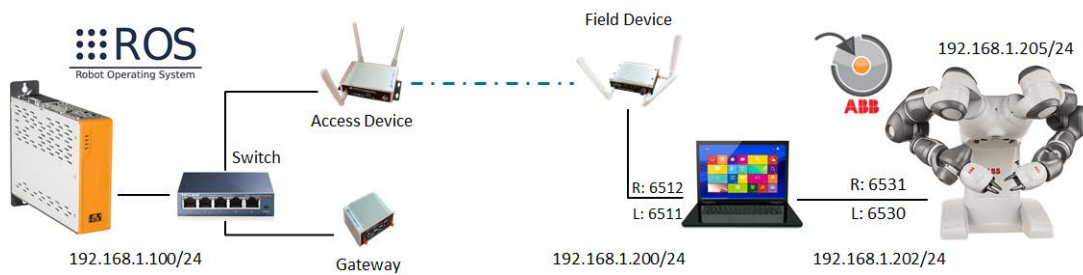 ROS
Robot Operating System
Access Device
Switch
192.168.1.100/24
Gateway
Field Device
R: 6512
L: 6511
192.168.1.200/24
ABB
192.168.1.205/24
R: 6531
L: 6530
192.168.1.202/24
ABB